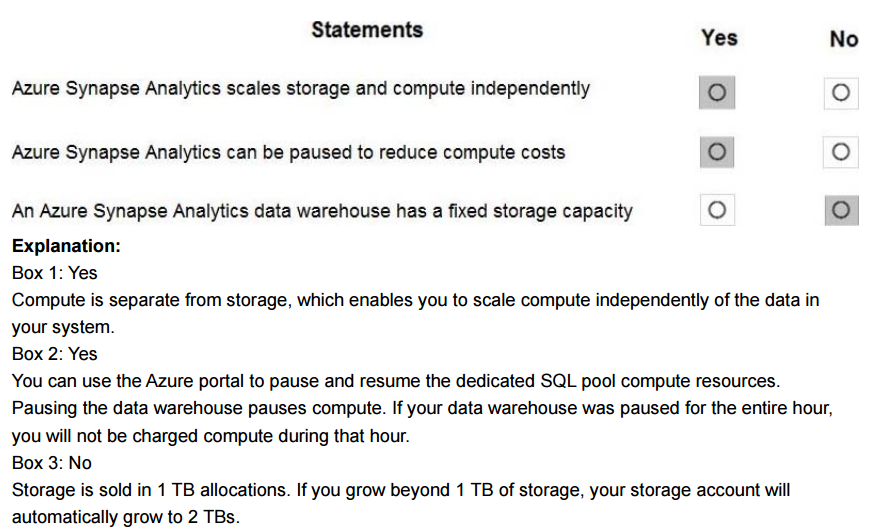 Statements Yes No
Azure Synapse Analytics scales storage and compute independently
Azure Synapse Analytics can be paused to reduce compute costs
An Azure Synapse Analytics data warehouse has a fixed storage capacity
Explanation:
Box 1: Yes
Compute is separate from storage, which enables you to scale compute independently of the data in
your system.
Box 2: Yes
You can use the Azure portal to pause and resume the dedicated SQL pool compute resources.
Pausing the data warehouse pauses compute. If your data warehouse was paused for the entire hour,
you will not be charged compute during that hour.
Box 3: No
Storage is sold in 1 TB allocations. If you grow beyond 1 TB of storage, your storage account will
automatically grow to 2 TBs.